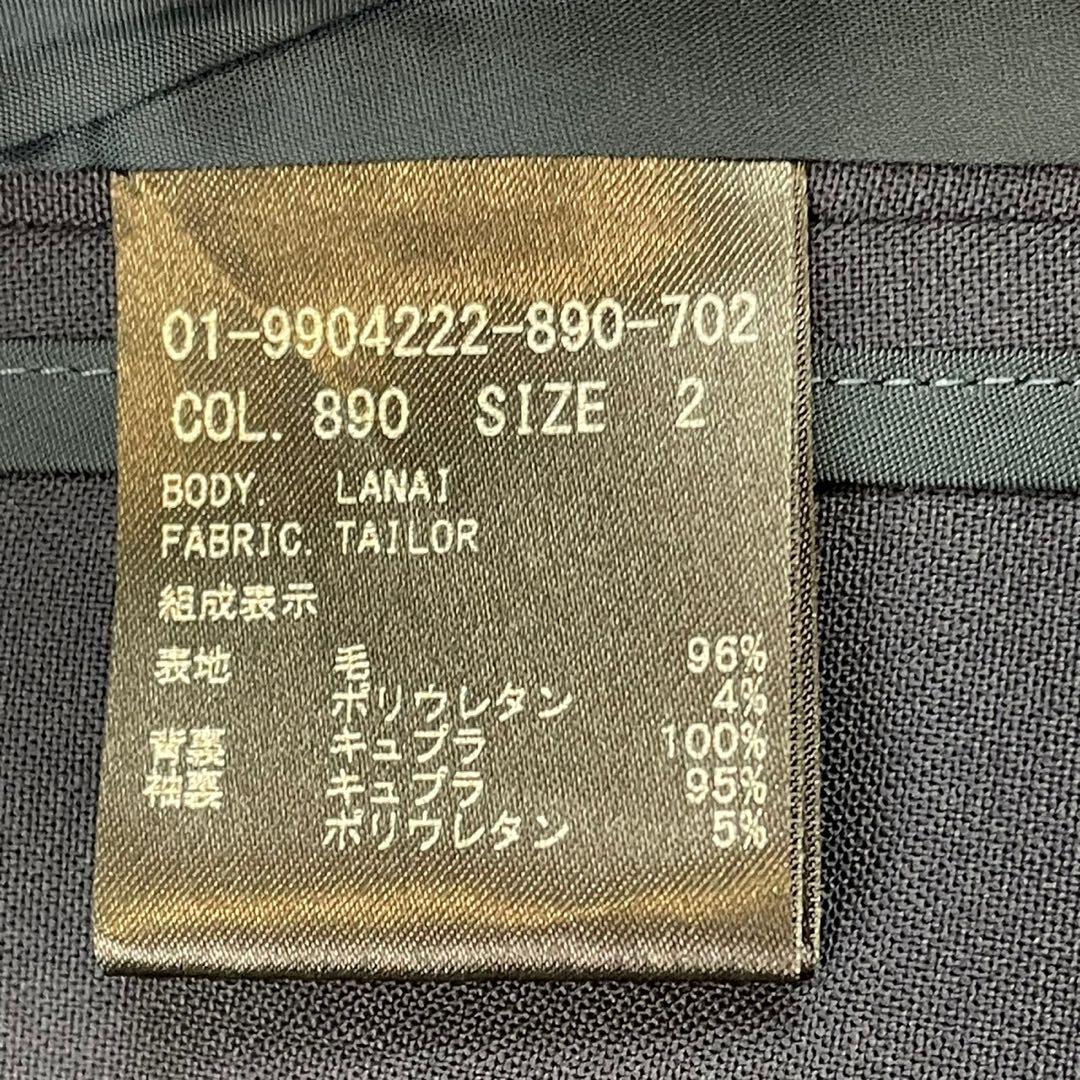 01-9904222-890-702
COL. 890 SIZE 2
BODY. LANAI
FABRIC. TAILOR
組成表示
表地 毛 96%
ポリウレタン 4%
背裏 キュプラ 100%
袖裏 キュプラ 95%
ポリウレタン 5%